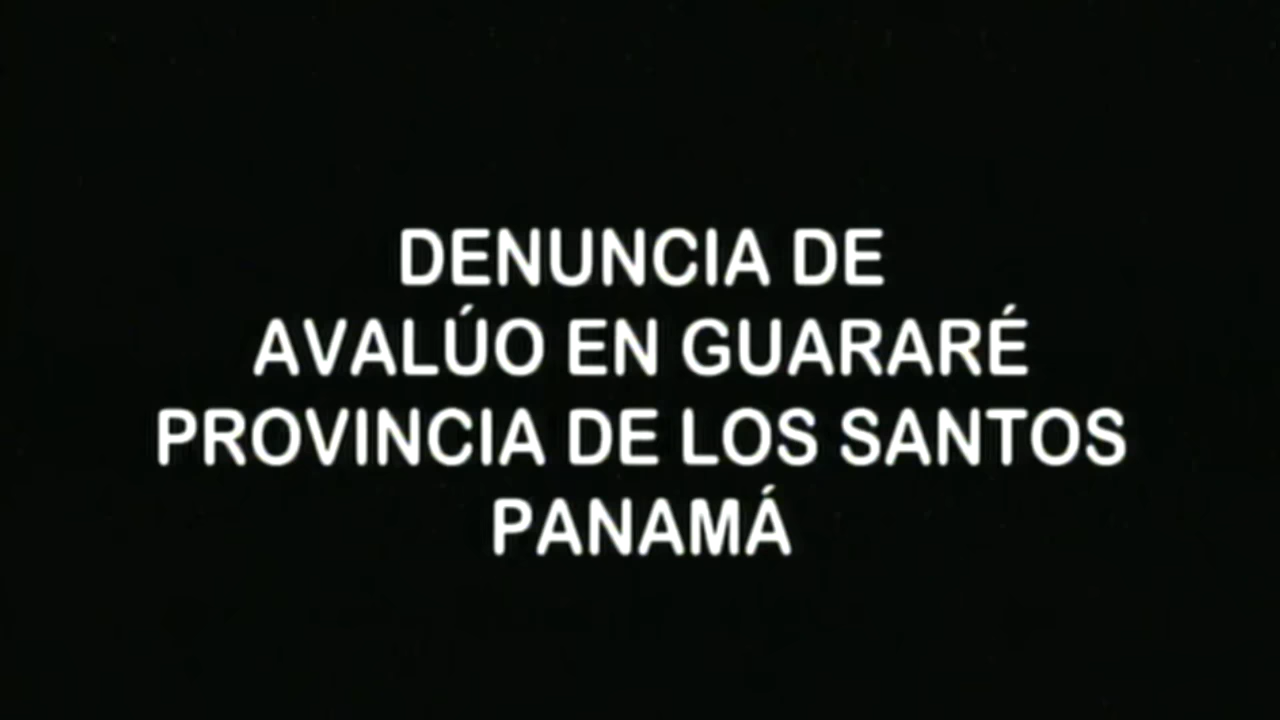 DENUNCIA DE
AVALÚO EN GUARARÉ
PROVINCIA DE LOS SANTOS
PANAMÁ